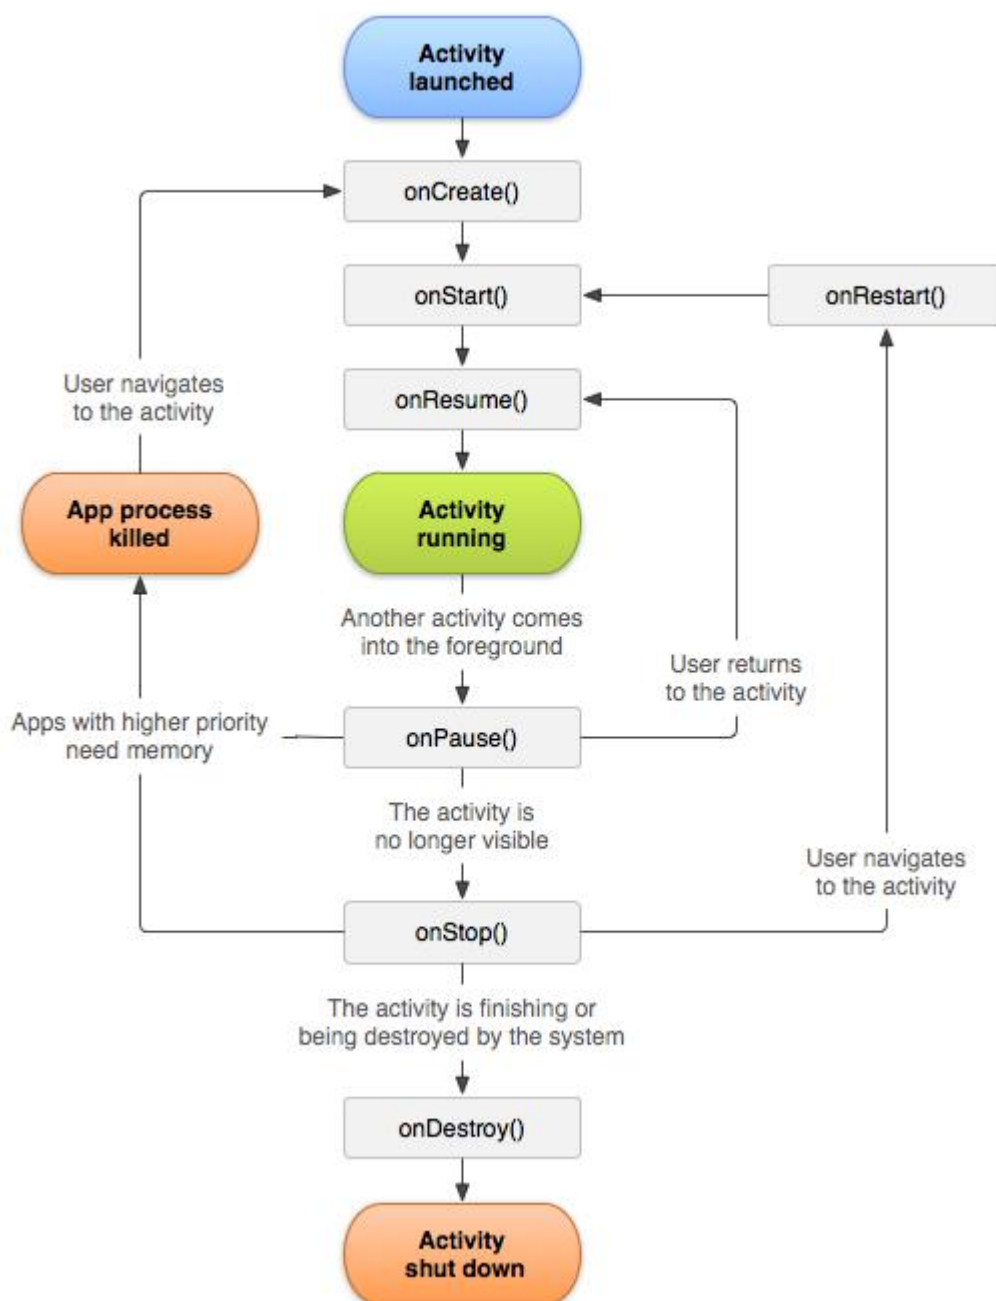 Activity
launched
onCreate()
onStart()
onRestart()
User navigates
to the activity
onResume()
App process
killed
Activity
running
Another activity comes
into the foreground
User returns
to the activity
Apps with higher priority
need memory
onPause()
The activity is
no longer visible
User navigates
to the activity
onStop()
The activity is finishing or
being destroyed by the system
onDestroy()
Activity
shut down